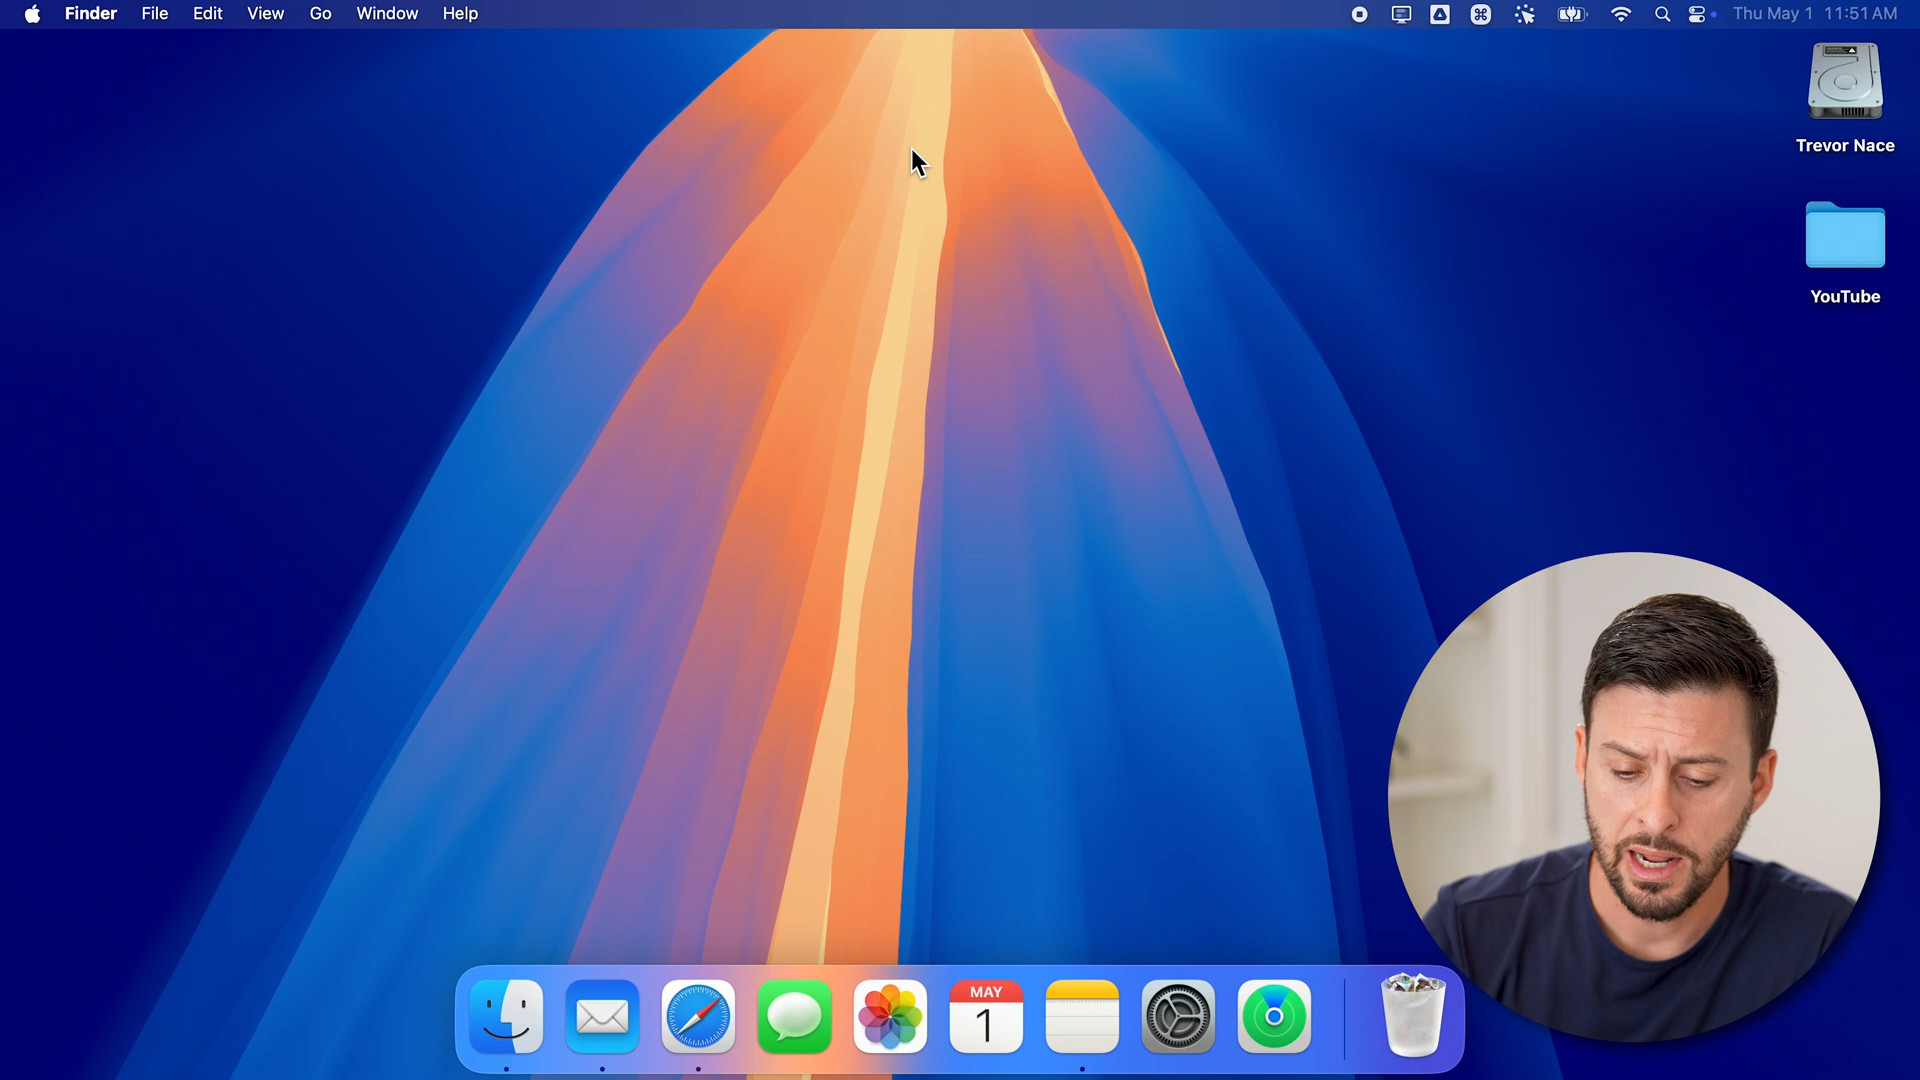 Finder File Edit View Go Window Help Thu May 1 11:51 AM
Trevor Nace
YouTube
MAY
1